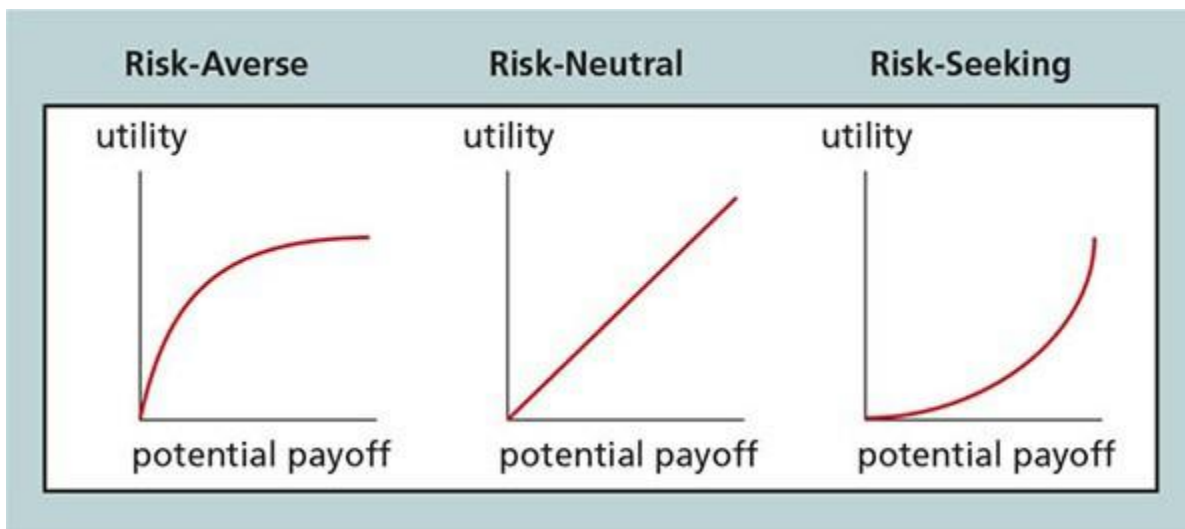 Risk-Averse Risk-Neutral Risk-Seeking
utility utility utility
potential payoff potential payoff potential payoff